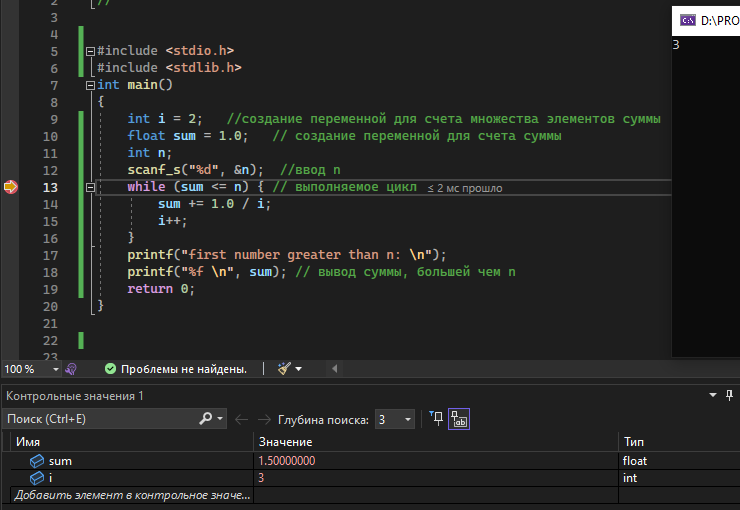 2 //
3
4
5 #include <stdio.h>
6 #include <stdlib.h>
7 int main()
8 {
9 int i = 2; //создание переменной для счета множества элементов суммы
10 float sum = 1.0; // создание переменной для счета суммы
11 int n;
12 scanf_s("%d", &n); //ввод n
13 while (sum <= n) { // выполняемое цикл ≤ 2 мс прошло
14 sum += 1.0 / i;
15 i++;
16 }
17 printf("first number greater than n: \n");
18 printf("%f \n", sum); // вывод суммы, большей чем n
19 return 0;
20 }
21
22
23
D:\PRO
3
100 % Проблемы не найдены.
Контрольные значения 1
Поиск (Ctrl+E) Глубина поиска: 3
Имя Значение Тип
sum 1.50000000 float
i 3 int
Добавить элемент в контрольное значе...